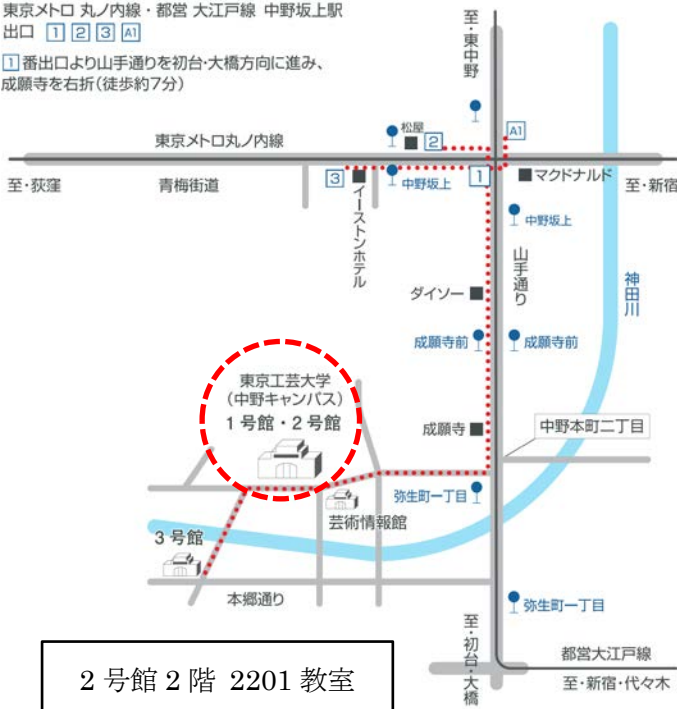 東京メトロ 丸ノ内線・都営 大江戸線 中野坂上駅
出口 1 2 3 A1
1番出口より山手通りを初台・大橋方向に進み、
成願寺を右折(徒歩約7分)
至・東中野
松屋
2
A1
東京メトロ丸ノ内線
至・荻窪
青梅街道
3
イーストンホテル
中野坂上
1
マクドナルド
至・新宿
中野坂上
山手通り
神田川
ダイソー
成願寺前
成願寺前
東京工芸大学
(中野キャンパス)
1号館・2号館
成願寺
中野本町二丁目
弥生町一丁目
芸術情報館
3号館
本郷通り
弥生町一丁目
至・初台・大橋
都営大江戸線
至・新宿・代々木
2号館2階 2201教室